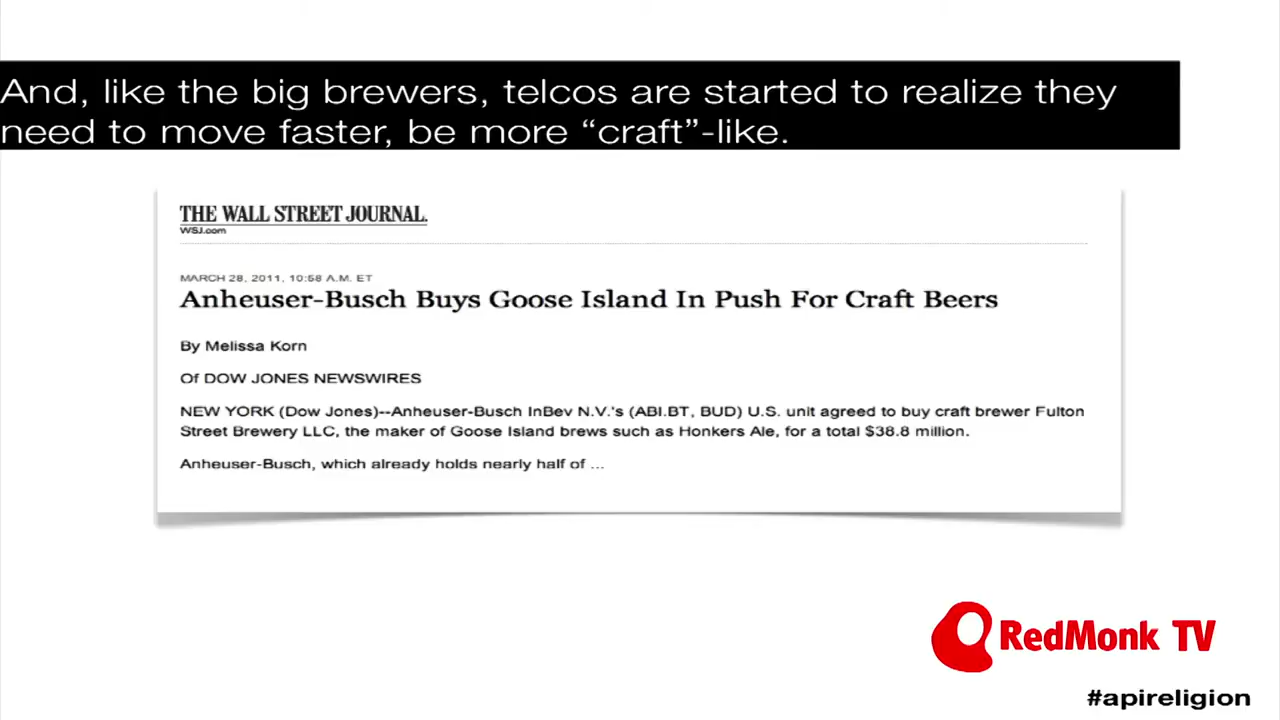 And, like the big brewers, telcos are started to realize they
need to move faster, be more “craft”-like.
THE WALL STREET JOURNAL.
WSJ.com
MARCH 28, 2011, 10:58 A.M. ET
Anheuser-Busch Buys Goose Island In Push For Craft Beers
By Melissa Korn
Of DOW JONES NEWSWIRES
NEW YORK (Dow Jones)--Anheuser-Busch InBev N.V.'s (ABI.BT, BUD) U.S. unit agreed to buy craft brewer Fulton
Street Brewery LLC, the maker of Goose Island brews such as Honkers Ale, for a total $38.8 million.
Anheuser-Busch, which already holds nearly half of ...
RedMonk TV
#apireligion